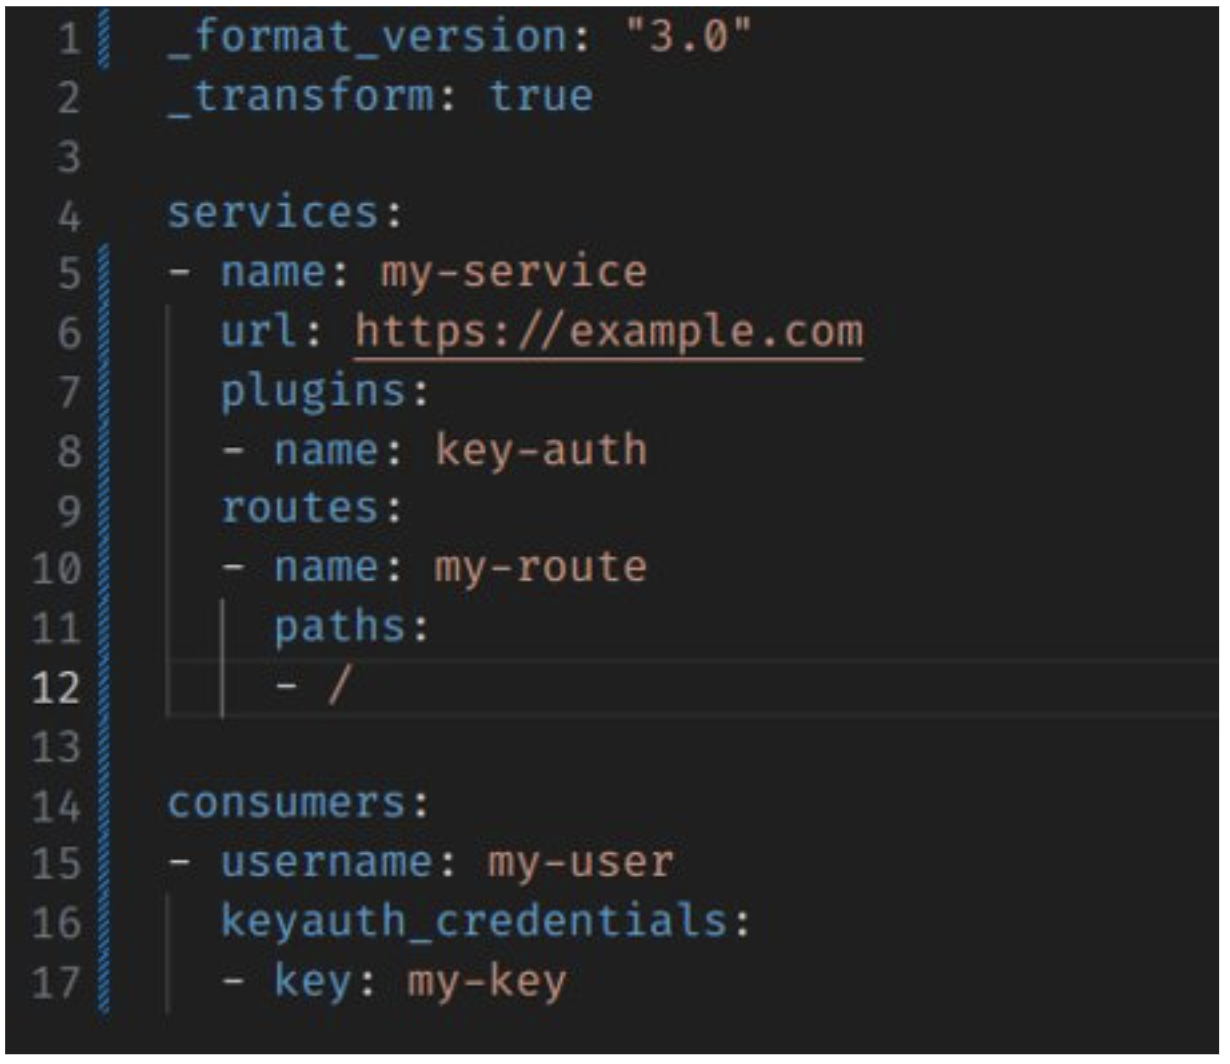 1 _format_version: "3.0"
2 _transform: true
3
4 services:
5 - name: my-service
6   url: https://example.com
7   plugins:
8   - name: key-auth
9   routes:
10   - name: my-route
11     paths:
12     - /
13
14 consumers:
15 - username: my-user
16   keyauth_credentials:
17   - key: my-key